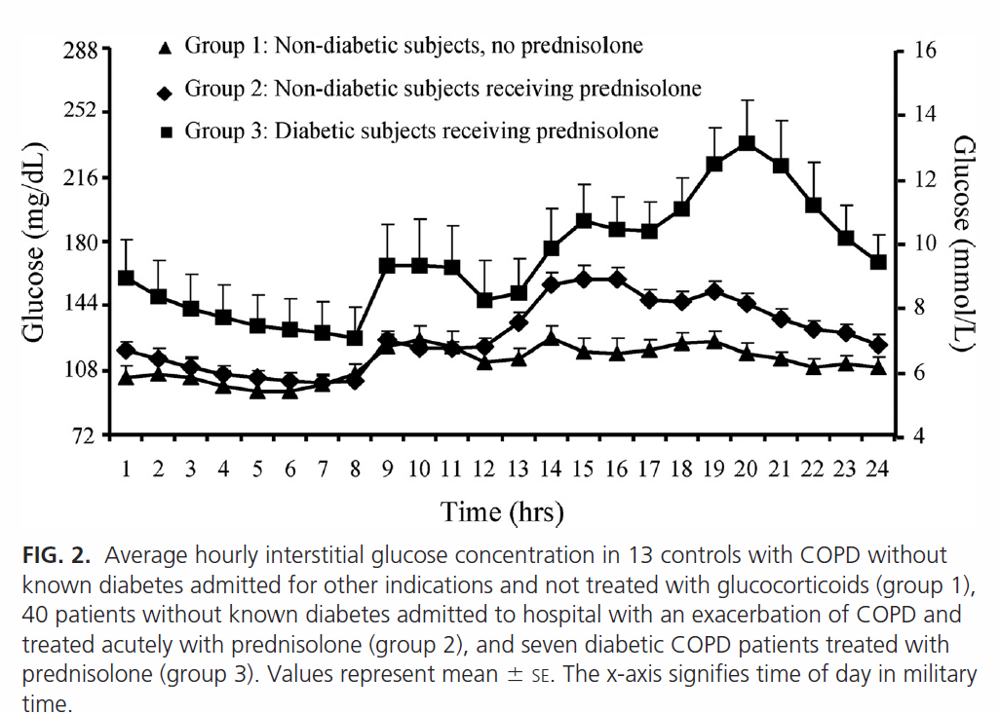 Group 1: Non-diabetic subjects, no prednisolone
Group 2: Non-diabetic subjects receiving prednisolone
Group 3: Diabetic subjects receiving prednisolone
Glucose (mg/dL)
288
252
216
180
144
108
72
16
14
12
10
8
6
4
Glucose (mmol/L)
1 2 3 4 5 6 7 8 9 10 11 12 13 14 15 16 17 18 19 20 21 22 23 24
Time (hrs)
FIG. 2. Average hourly interstitial glucose concentration in 13 controls with COPD without
known diabetes admitted for other indications and not treated with glucocorticoids (group 1),
40 patients without known diabetes admitted to hospital with an exacerbation of COPD and
treated acutely with prednisolone (group 2), and seven diabetic COPD patients treated with
prednisolone (group 3). Values represent mean ± SE. The x-axis signifies time of day in military
time.